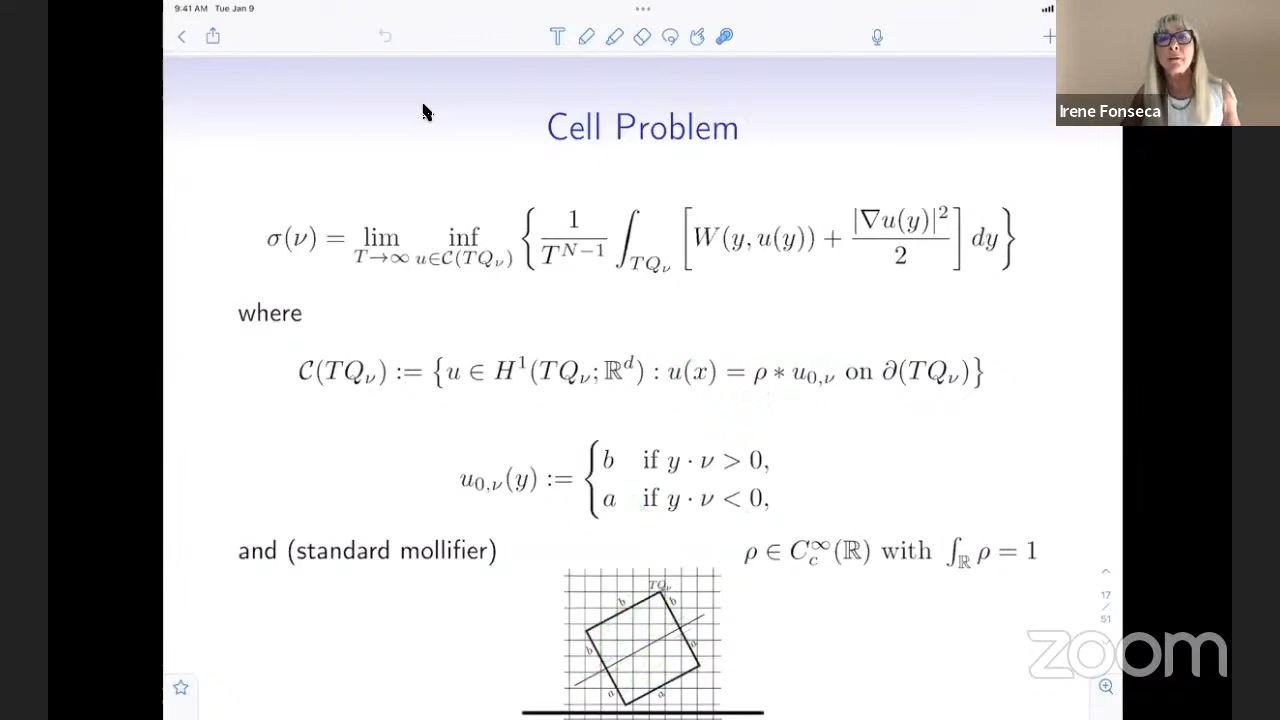 9:41 AM Tue Jan 9
Irene Fonseca
Cell Problem
σ(ν) = lim_{T→∞} inf_{u∈𝒞(TQ_ν)} { 1/T^{N−1} ∫_{TQ_ν} [ W(y, u(y)) + |∇u(y)|²/2 ] dy }
where
𝒞(TQ_ν) := {u ∈ H¹(TQ_ν; ℝ^d) : u(x) = ρ ∗ u_{0,ν} on ∂(TQ_ν)}
u_{0,ν}(y) := { b if y · ν > 0,
a if y · ν < 0,
and (standard mollifier) ρ ∈ C_c^∞(ℝ) with ∫_ℝ ρ = 1
TQ_ν
b b
b a
a a
17
/
51
zoom